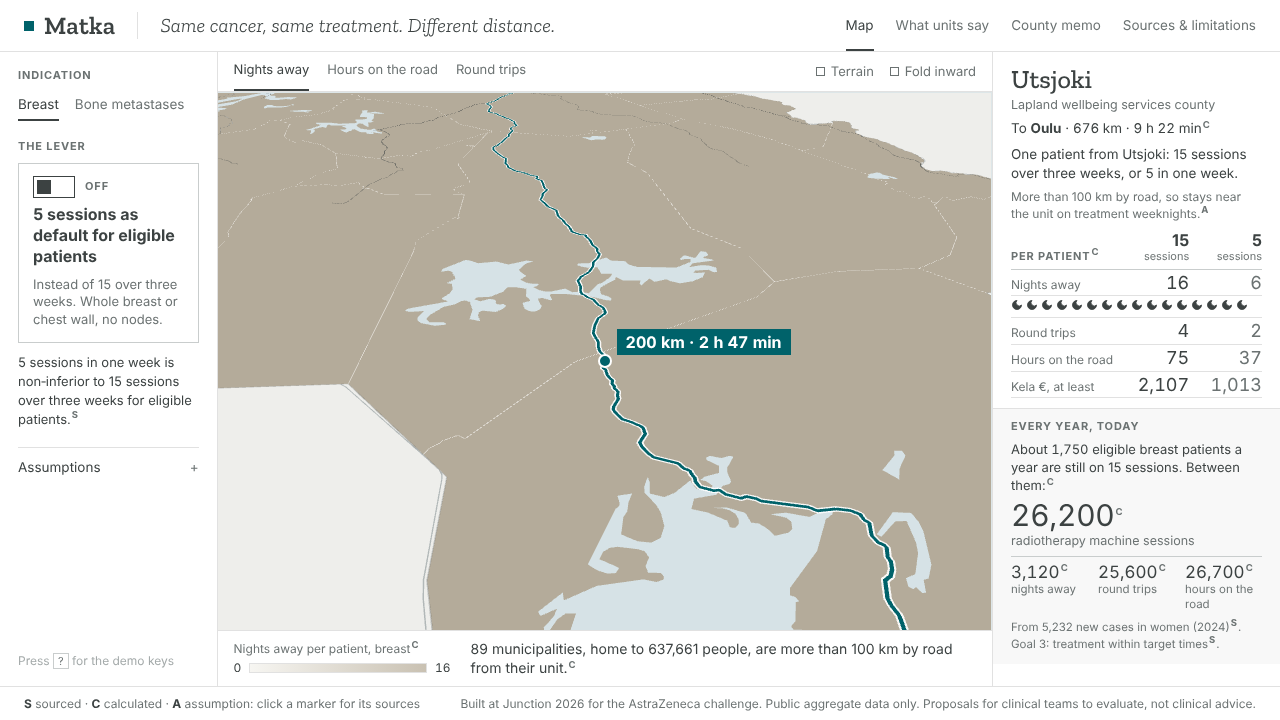 Matka
Same cancer, same treatment. Different distance.
Map
What units say
County memo
Sources & limitations
INDICATION
Breast
Bone metastases
THE LEVER
OFF
5 sessions as
default for eligible
patients
Instead of 15 over three
weeks. Whole breast or
chest wall, no nodes.
5 sessions in one week is
non-inferior to 15 sessions
over three weeks for eligible
patients.S
Assumptions +
Press ? for the demo keys
Nights away
Hours on the road
Round trips
Terrain
Fold inward
200 km · 2 h 47 min
Nights away per patient, breastC
0 16
89 municipalities, home to 637,661 people, are more than 100 km by road
from their unit.C
Utsjoki
Lapland wellbeing services county
To Oulu · 676 km · 9 h 22 minC
One patient from Utsjoki: 15 sessions
over three weeks, or 5 in one week.
More than 100 km by road, so stays near
the unit on treatment weeknights.A
PER PATIENTC 15 sessions 5 sessions
Nights away 16 6
Round trips 4 2
Hours on the road 75 37
Kela €, at least 2,107 1,013
EVERY YEAR, TODAY
About 1,750 eligible breast patients a
year are still on 15 sessions. Between
them:C
26,200C
radiotherapy machine sessions
3,120C 25,600C 26,700C
nights away round trips hours on the
road
From 5,232 new cases in women (2024)S.
Goal 3: treatment within target timesS.
S sourced · C calculated · A assumption: click a marker for its sources
Built at Junction 2026 for the AstraZeneca challenge. Public aggregate data only. Proposals for clinical teams to evaluate, not clinical advice.